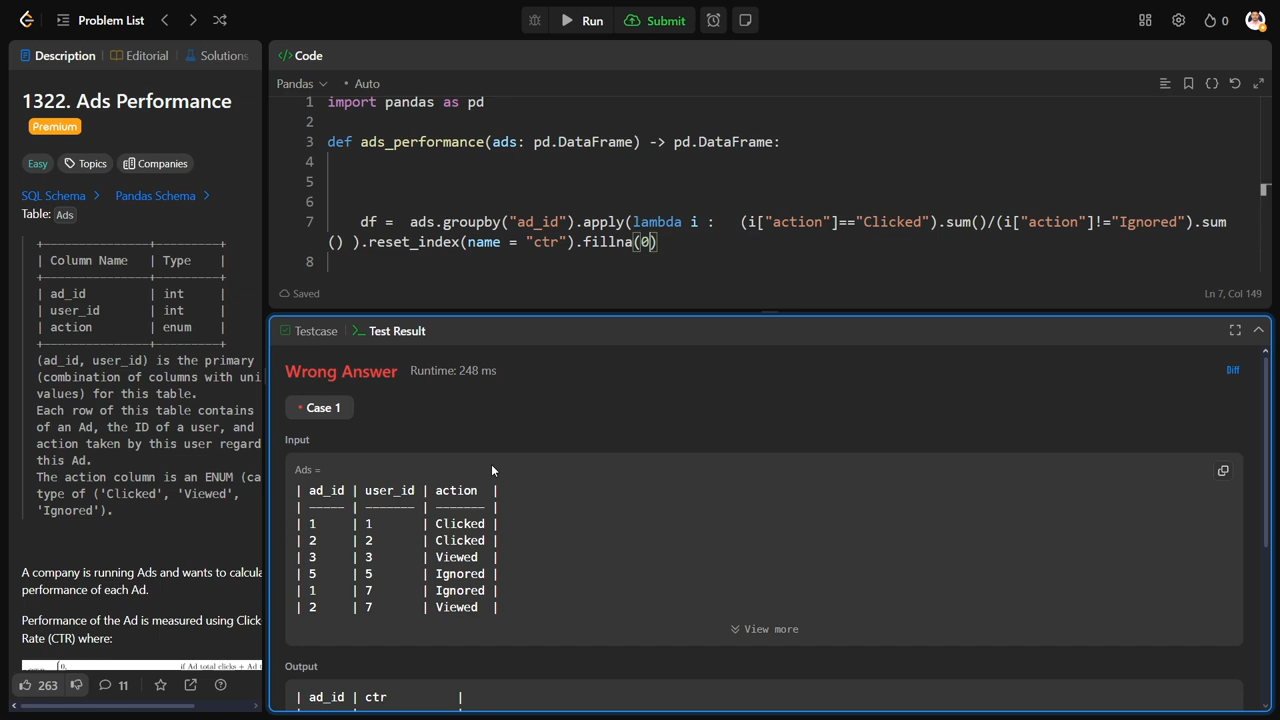 Problem List
Run
Submit
0
Description
Editorial
Solutions
1322. Ads Performance
Premium
Easy
Topics
Companies
SQL Schema >
Pandas Schema >
Table: Ads
+---------------+---------+
| Column Name | Type |
+---------------+---------+
| ad_id | int |
| user_id | int |
| action | enum |
+---------------+---------+
(ad_id, user_id) is the primary
(combination of columns with uni
values) for this table.
Each row of this table contains
of an Ad, the ID of a user, and
action taken by this user regard
this Ad.
The action column is an ENUM (ca
type of ('Clicked', 'Viewed',
'Ignored').
A company is running Ads and wants to calcula
performance of each Ad.
Performance of the Ad is measured using Click
Rate (CTR) where:
263
11
</> Code
Pandas
• Auto
1 import pandas as pd
2
3 def ads_performance(ads: pd.DataFrame) -> pd.DataFrame:
4
5
6
7 df = ads.groupby("ad_id").apply(lambda i : (i["action"]=="Clicked").sum()/(i["action"]!="Ignored").sum
() ).reset_index(name = "ctr").fillna(0)
8
Saved
Ln 7, Col 149
Testcase
Test Result
Wrong Answer
Runtime: 248 ms
Diff
• Case 1
Input
Ads =
| ad_id | user_id | action |
| ----- | ------- | ------- |
| 1 | 1 | Clicked |
| 2 | 2 | Clicked |
| 3 | 3 | Viewed |
| 5 | 5 | Ignored |
| 1 | 7 | Ignored |
| 2 | 7 | Viewed |
View more
Output
| ad_id | ctr |